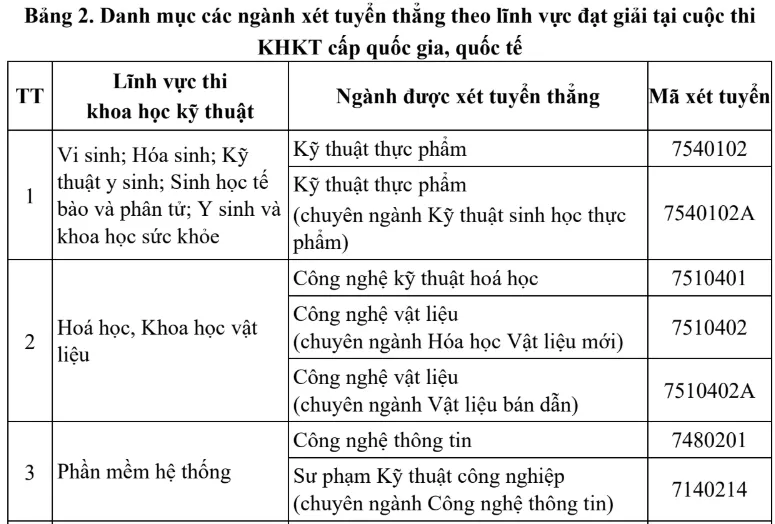 Bảng 2. Danh mục các ngành xét tuyển thẳng theo lĩnh vực đạt giải tại cuộc thi
KHKT cấp quốc gia, quốc tế
TT
Lĩnh vực thi
khoa học kỹ thuật
Ngành được xét tuyển thẳng
Mã xét tuyển
1
Vi sinh; Hóa sinh; Kỹ
thuật y sinh; Sinh học tế
bào và phân tử; Y sinh và
khoa học sức khỏe
Kỹ thuật thực phẩm
7540102
Kỹ thuật thực phẩm
(chuyên ngành Kỹ thuật sinh học thực
phẩm)
7540102A
2
Hoá học, Khoa học vật
liệu
Công nghệ kỹ thuật hoá học
7510401
Công nghệ vật liệu
(chuyên ngành Hóa học Vật liệu mới)
7510402
Công nghệ vật liệu
(chuyên ngành Vật liệu bán dẫn)
7510402A
3
Phần mềm hệ thống
Công nghệ thông tin
7480201
Sư phạm Kỹ thuật công nghiệp
(chuyên ngành Công nghệ thông tin)
7140214